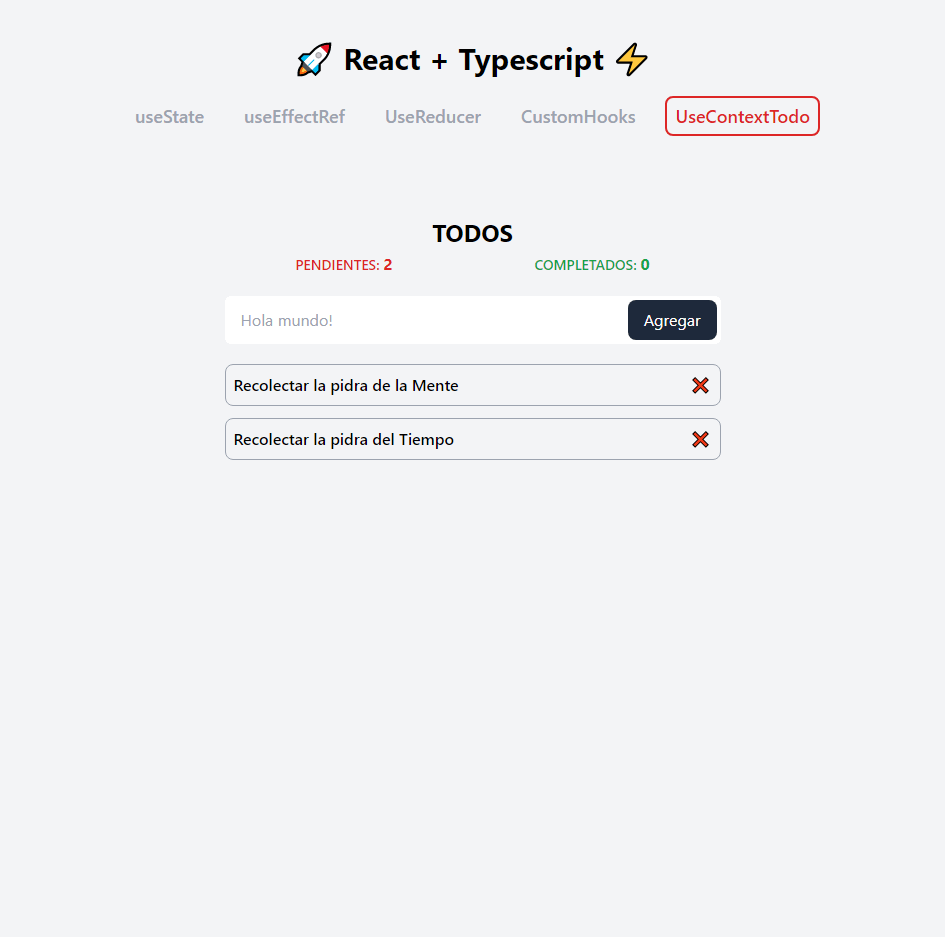 🚀 React + Typescript ⚡
useState useEffectRef UseReducer CustomHooks UseContextTodo
TODOS
PENDIENTES: 2 COMPLETADOS: 0
Hola mundo! Agregar
Recolectar la pidra de la Mente ❌
Recolectar la pidra del Tiempo ❌